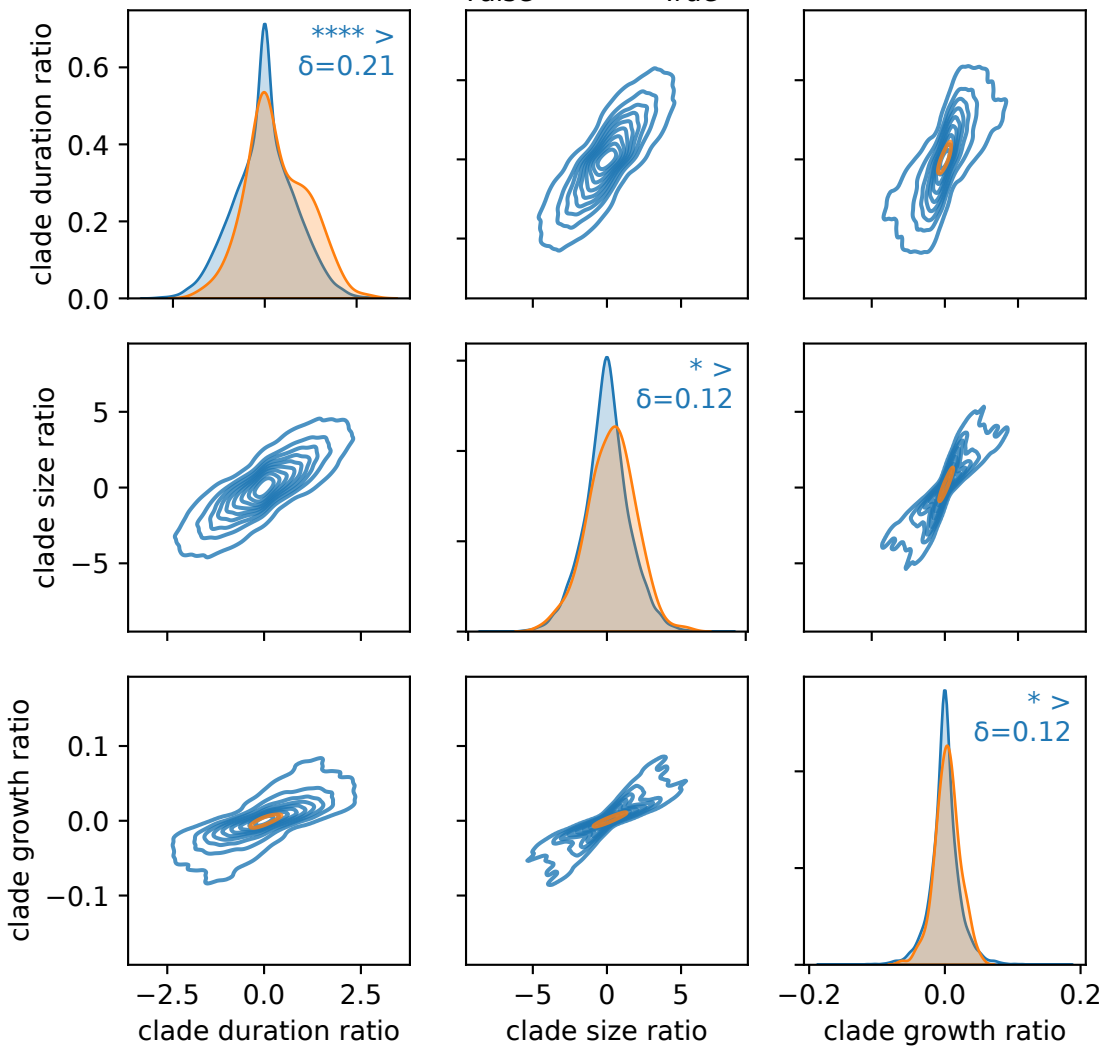 clade duration ratio
0.6
0.4
0.2
0.0
**** >
δ=0.21
clade size ratio
5
0
−5
* >
δ=0.12
clade growth ratio
0.1
0.0
−0.1
* >
δ=0.12
−2.5 0.0 2.5
−5 0 5
−0.2 0.0 0.2
clade duration ratio
clade size ratio
clade growth ratio